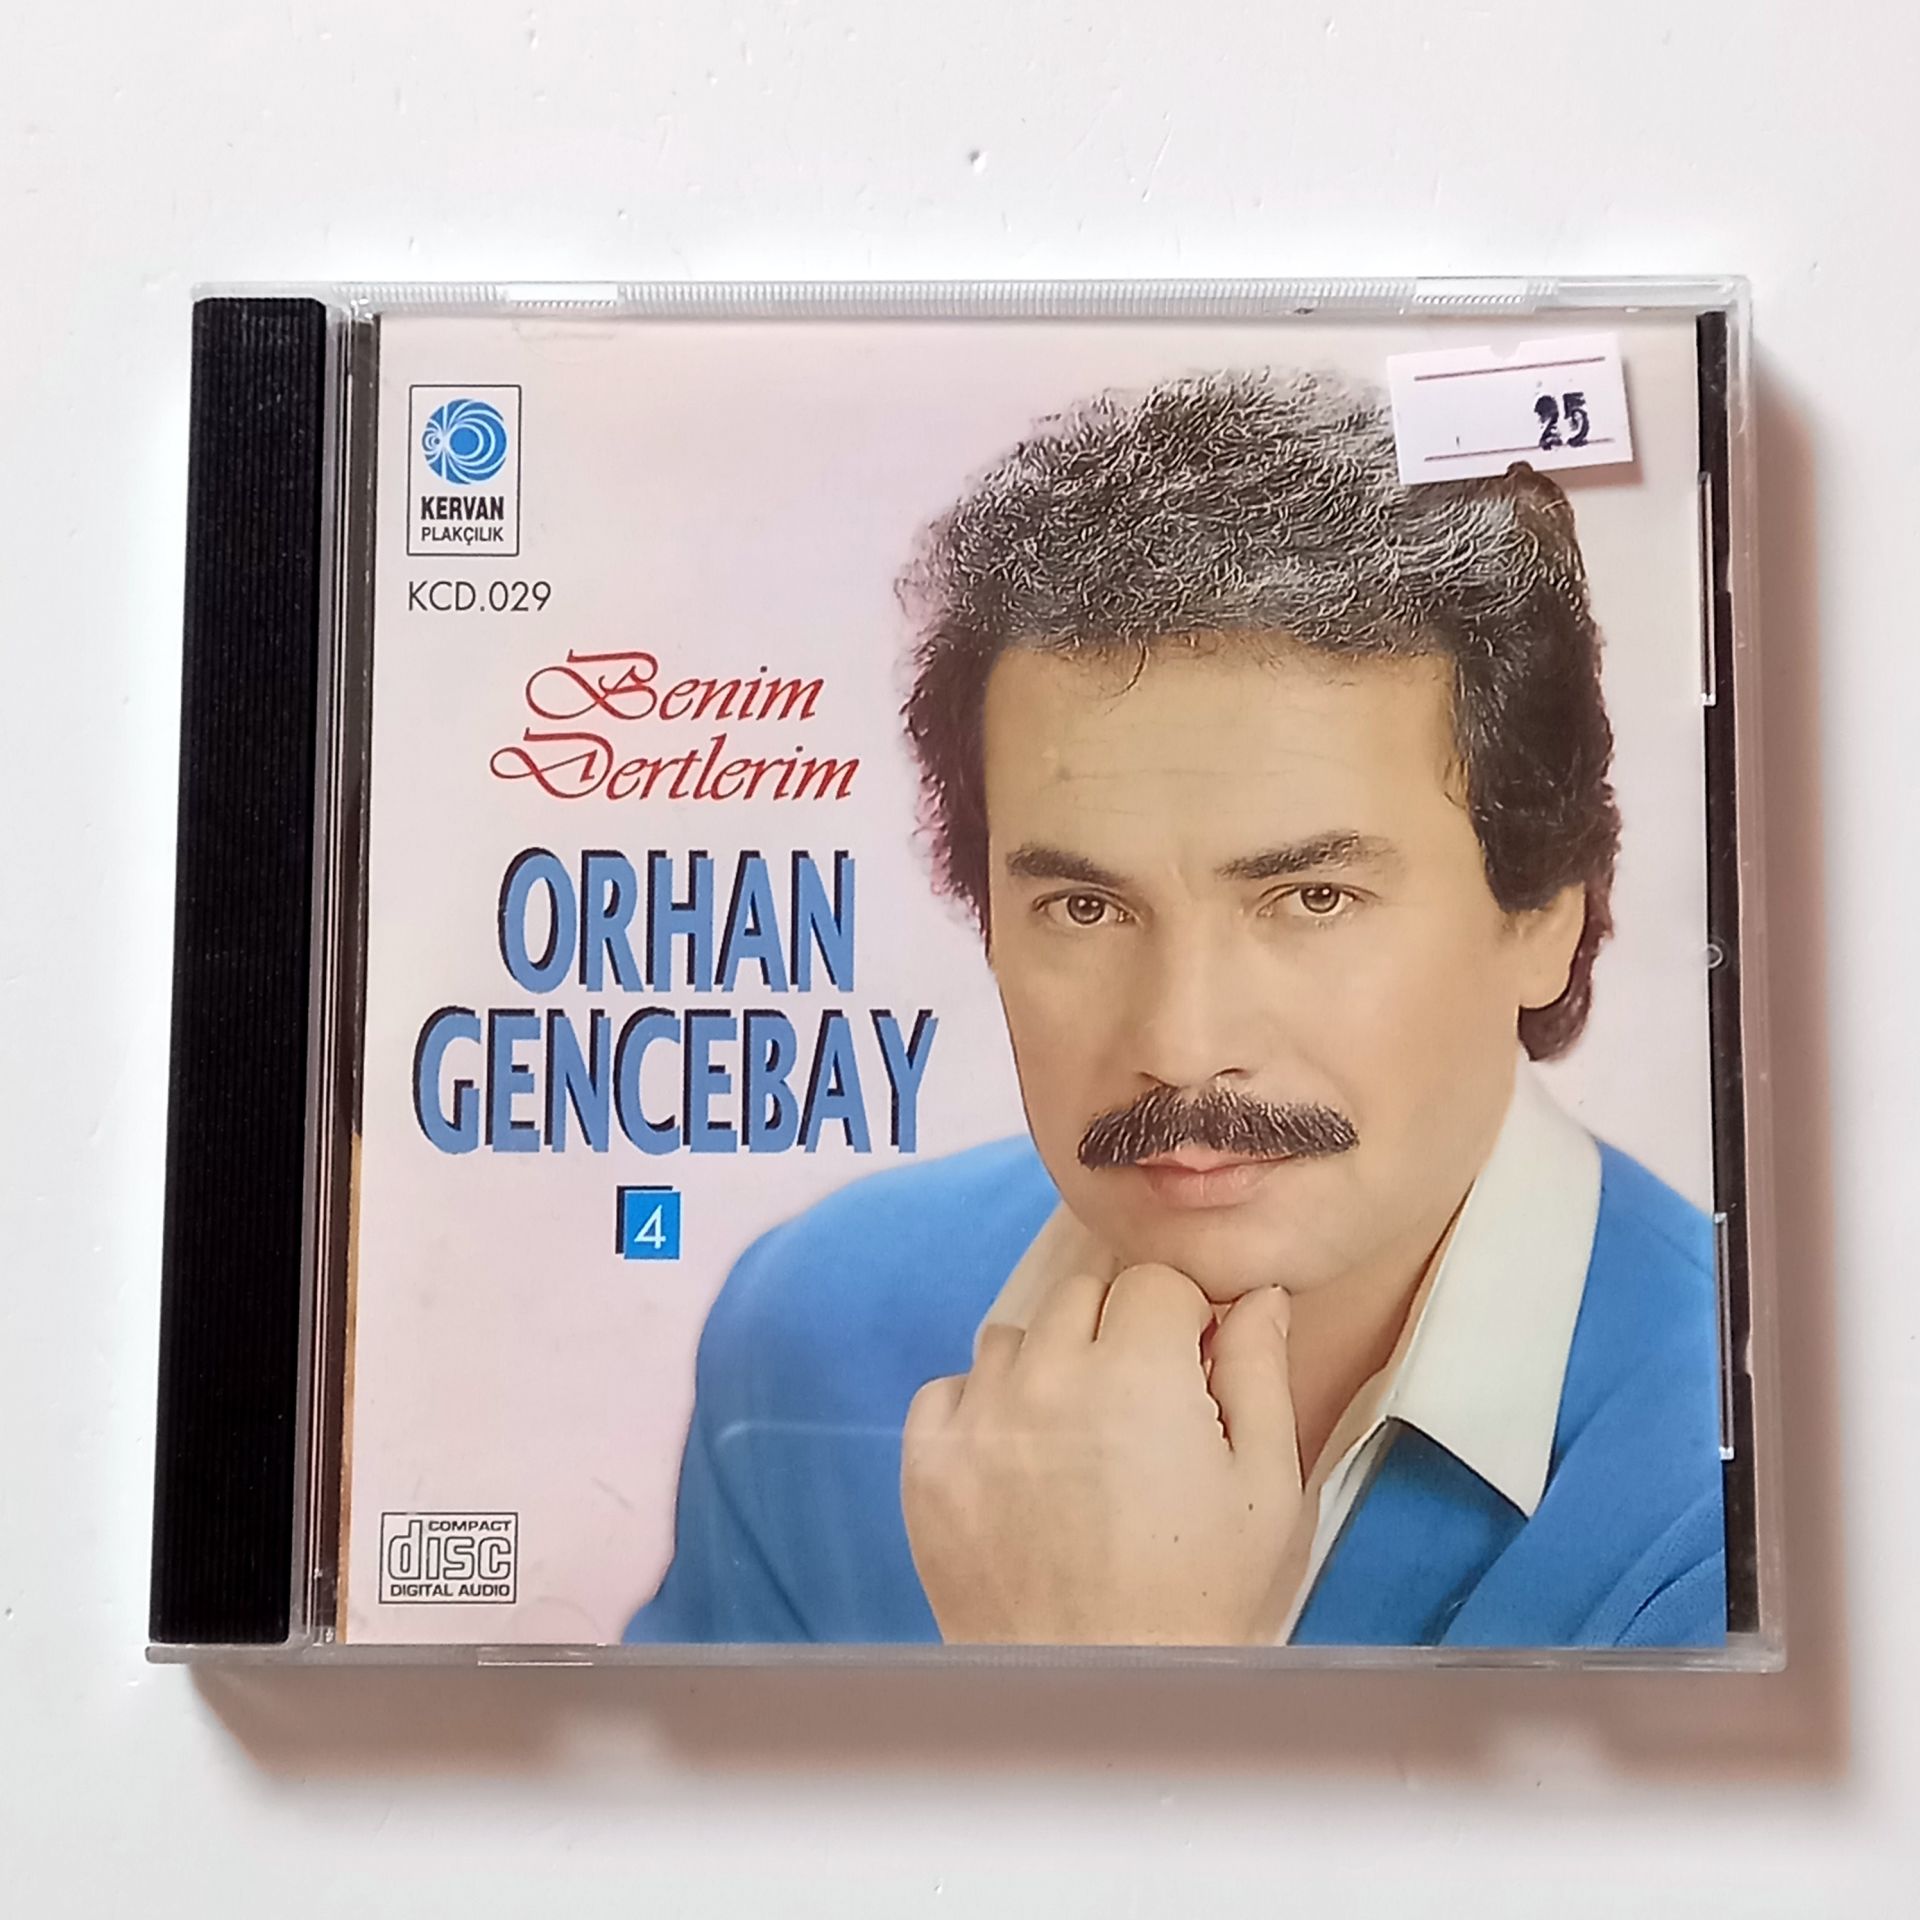 KERVAN
PLAKÇILIK
KCD.029
Benim
Dertlerim
ORHAN
GENCEBAY
4
COMPACT
disc
DIGITAL AUDIO
25